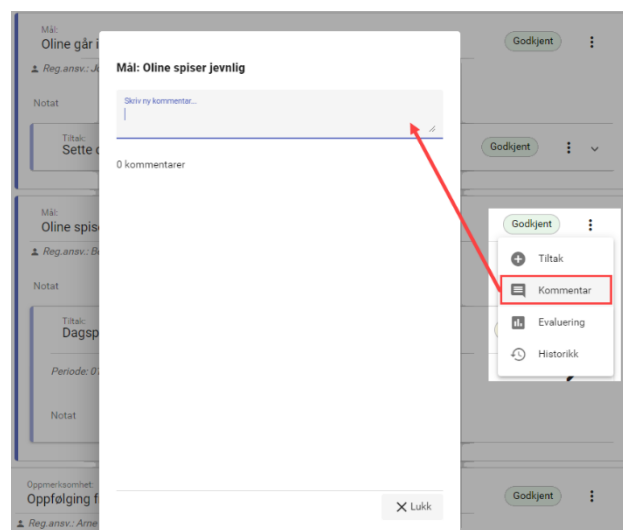 Mål:
Oline går i
Godkjent
Reg.ansv.: J
Notat
Tiltak:
Sette
Godkjent
Mål: Oline spiser jevnlig
Skriv ny kommentar...
0 kommentarer
Mål:
Oline spis
Godkjent
Reg.ansv.: B
Notat
Tiltak
Kommentar
Evaluering
Historikk
Tiltak:
Dagsp
Periode: 0
Notat
Oppmerksomhet:
Oppfølging f
Godkjent
Reg.ansv.: Arne
Lukk